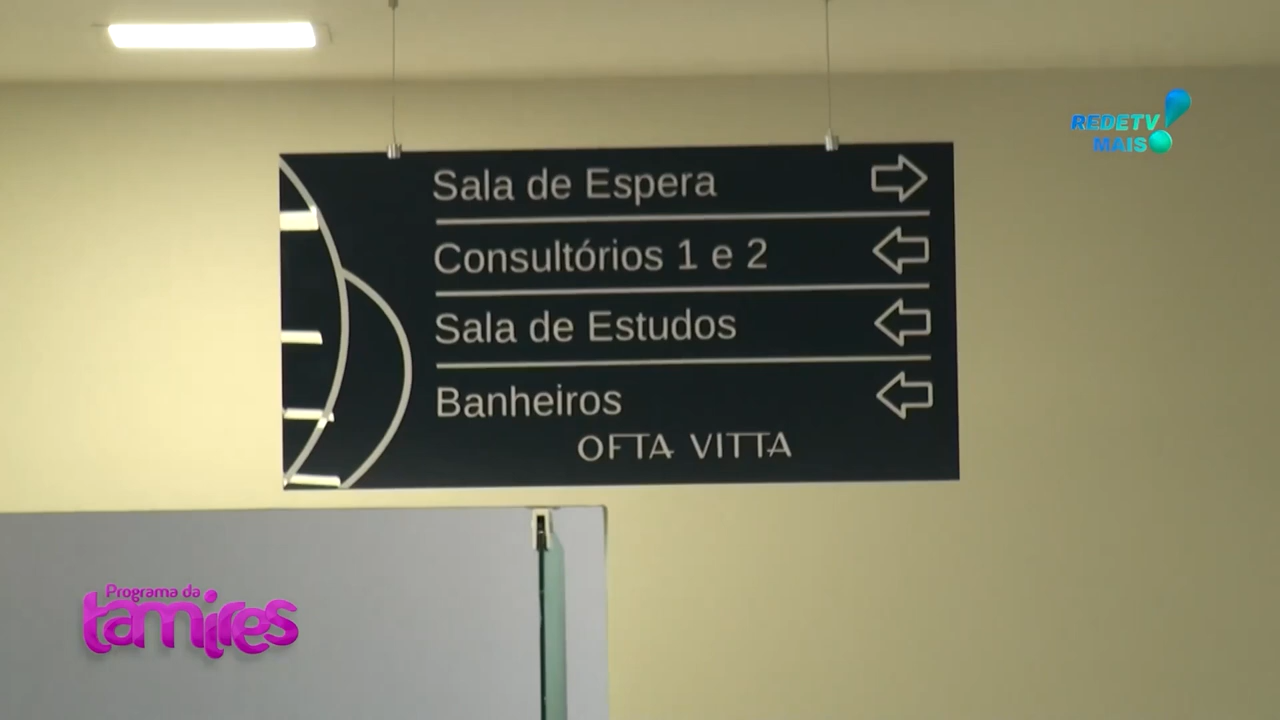 REDETV
MAIS
Sala de Espera
Consultórios 1 e 2
Sala de Estudos
Banheiros
OFTA VITTA
Programa da
tamires